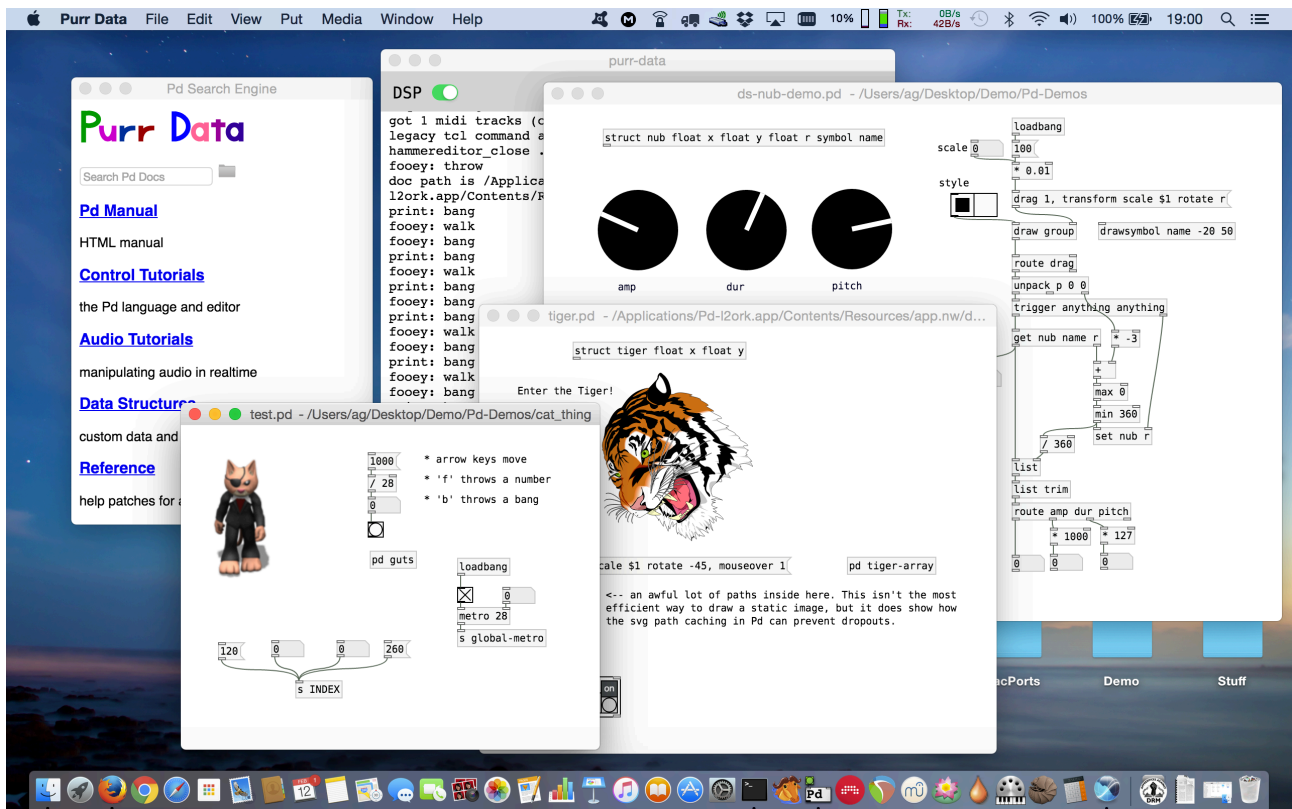 Purr Data File Edit View Put Media Window Help
10% Tx: 0B/s
Rx: 42B/s
100% 19:00
Pd Search Engine
Purr Data
Search Pd Docs
Pd Manual
HTML manual
Control Tutorials
the Pd language and editor
Audio Tutorials
manipulating audio in realtime
Data Structures
custom data and
Reference
help patches for a
purr-data
DSP
got 1 midi tracks (c
legacy tcl command a
hammereditor_close .
fooey: throw
doc path is /Applica
l2ork.app/Contents/R
print: bang
fooey: walk
fooey: bang
print: bang
fooey: walk
print: bang
fooey: bang
print: bang
fooey: walk
fooey: bang
print: bang
fooey: walk
fooey: bang
ds-nub-demo.pd - /Users/ag/Desktop/Demo/Pd-Demos
struct nub float x float y float r symbol name
amp dur pitch
scale 0
style
loadbang
100
* 0.01
drag 1, transform scale $1 rotate r
draw group
drawsymbol name -20 50
route drag
unpack p 0 0
trigger anything anything
get nub name r
* -3
+
max 0
min 360
set nub r
/ 360
list
list trim
route amp dur pitch
* 1000
* 127
0 0 0
tiger.pd - /Applications/Pd-l2ork.app/Contents/Resources/app.nw/d...
struct tiger float x float y
Enter the Tiger!
cale $1 rotate -45, mouseover 1
pd tiger-array
<-- an awful lot of paths inside here. This isn't the most
efficient way to draw a static image, but it does show how
the svg path caching in Pd can prevent dropouts.
on
test.pd - /Users/ag/Desktop/Demo/Pd-Demos/cat_thing
1000
/ 28
0
* arrow keys move
* 'f' throws a number
* 'b' throws a bang
pd guts
loadbang
0
metro 28
s global-metro
120 0 0 260
s INDEX
acPorts
Demo
Stuff
FEB 1
12
Pd
mü
DRM